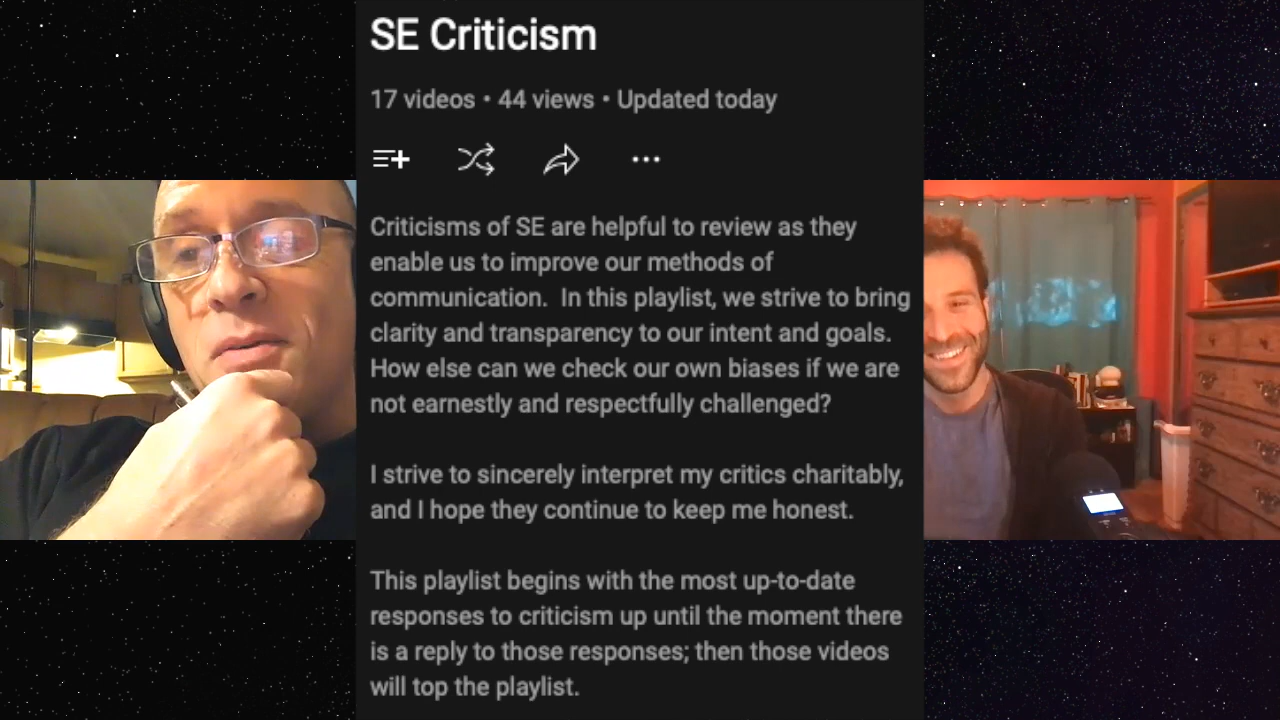 SE Criticism
17 videos • 44 views • Updated today
Criticisms of SE are helpful to review as they
enable us to improve our methods of
communication.  In this playlist, we strive to bring
clarity and transparency to our intent and goals.
How else can we check our own biases if we are
not earnestly and respectfully challenged?
I strive to sincerely interpret my critics charitably,
and I hope they continue to keep me honest.
This playlist begins with the most up-to-date
responses to criticism up until the moment there
is a reply to those responses; then those videos
will top the playlist.